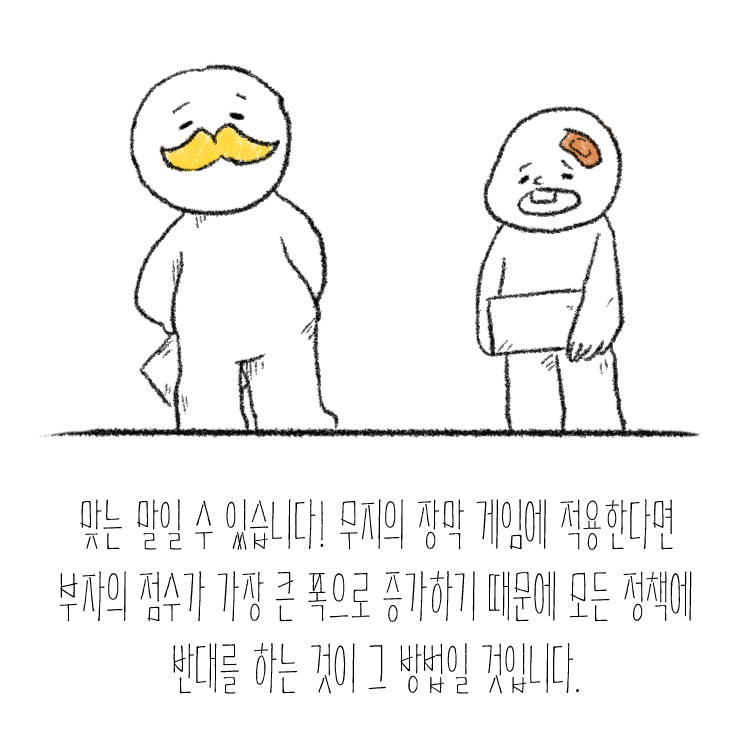 맞는 말일 수 있습니다! 무지의 장막 게임에 적용한다면
부자의 점수가 가장 큰 폭으로 증가하기 때문에 모든 정책에
반대를 하는 것이 그 방법일 것입니다.